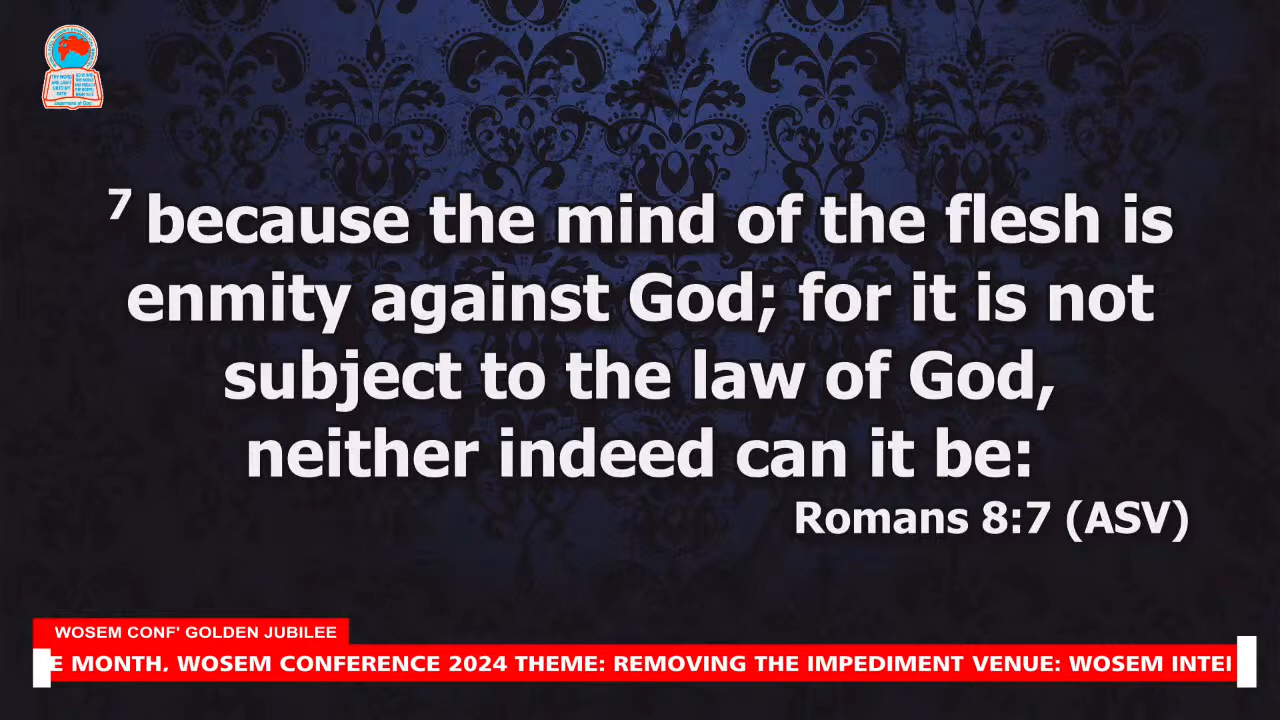 7 because the mind of the flesh is
enmity against God; for it is not
subject to the law of God,
neither indeed can it be:
Romans 8:7 (ASV)
WOSEM CONF' GOLDEN JUBILEE
E MONTH. WOSEM CONFERENCE 2024 THEME: REMOVING THE IMPEDIMENT VENUE: WOSEM INTE